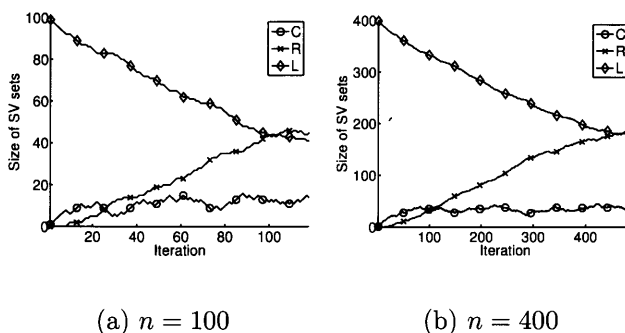 100
80
60
40
20
0
Size of SV sets
20 40 60 80 100
Iteration
C
R
L
400
300
200
100
0
Size of SV sets
100 200 300 400
Iteration
C
R
L
(a) n = 100
(b) n = 400